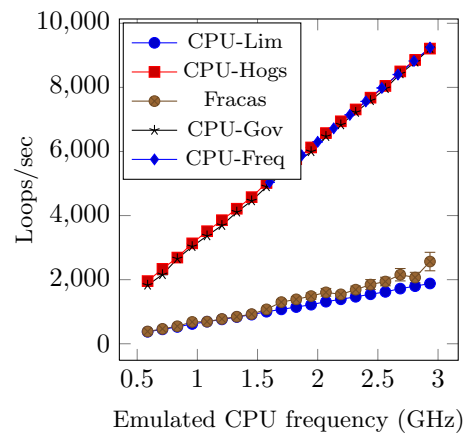 10,000
8,000
6,000
4,000
2,000
0
Loops/sec
CPU-Lim
CPU-Hogs
Fracas
CPU-Gov
CPU-Freq
0.5 1 1.5 2 2.5 3
Emulated CPU frequency (GHz)